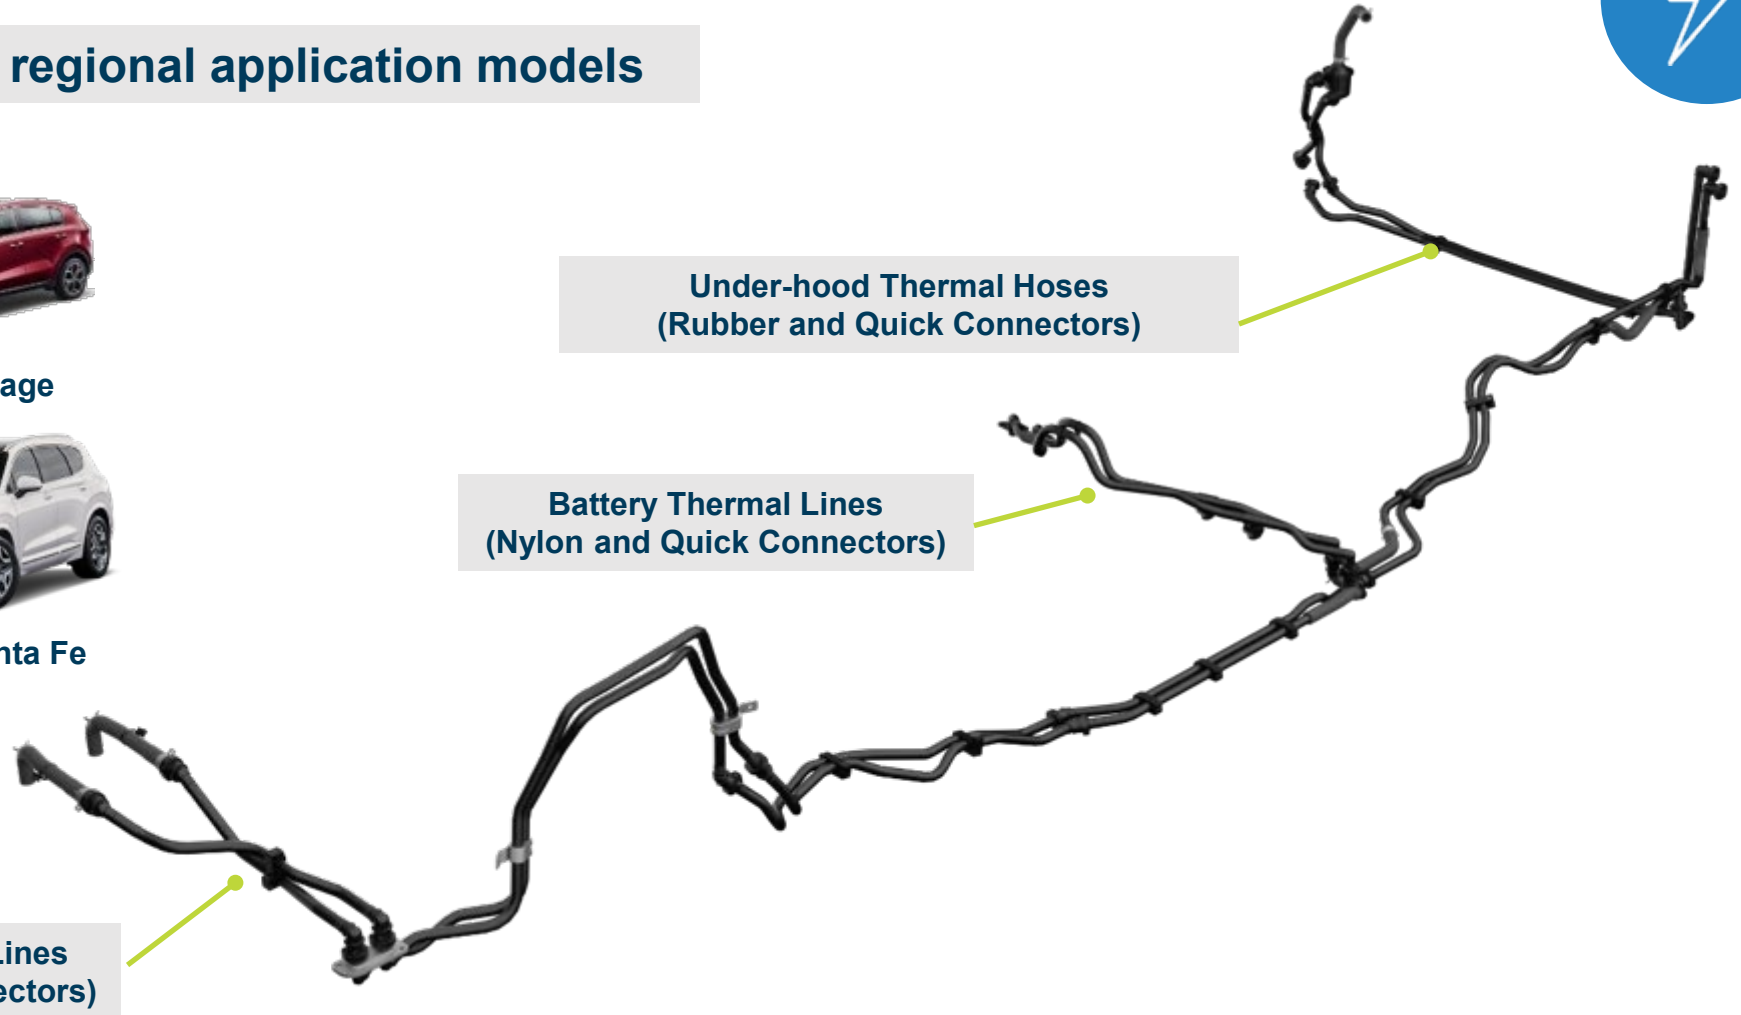 regional application models
Under-hood Thermal Hoses
(Rubber and Quick Connectors)
age
Battery Thermal Lines
(Nylon and Quick Connectors)
nta Fe
ines
ectors)